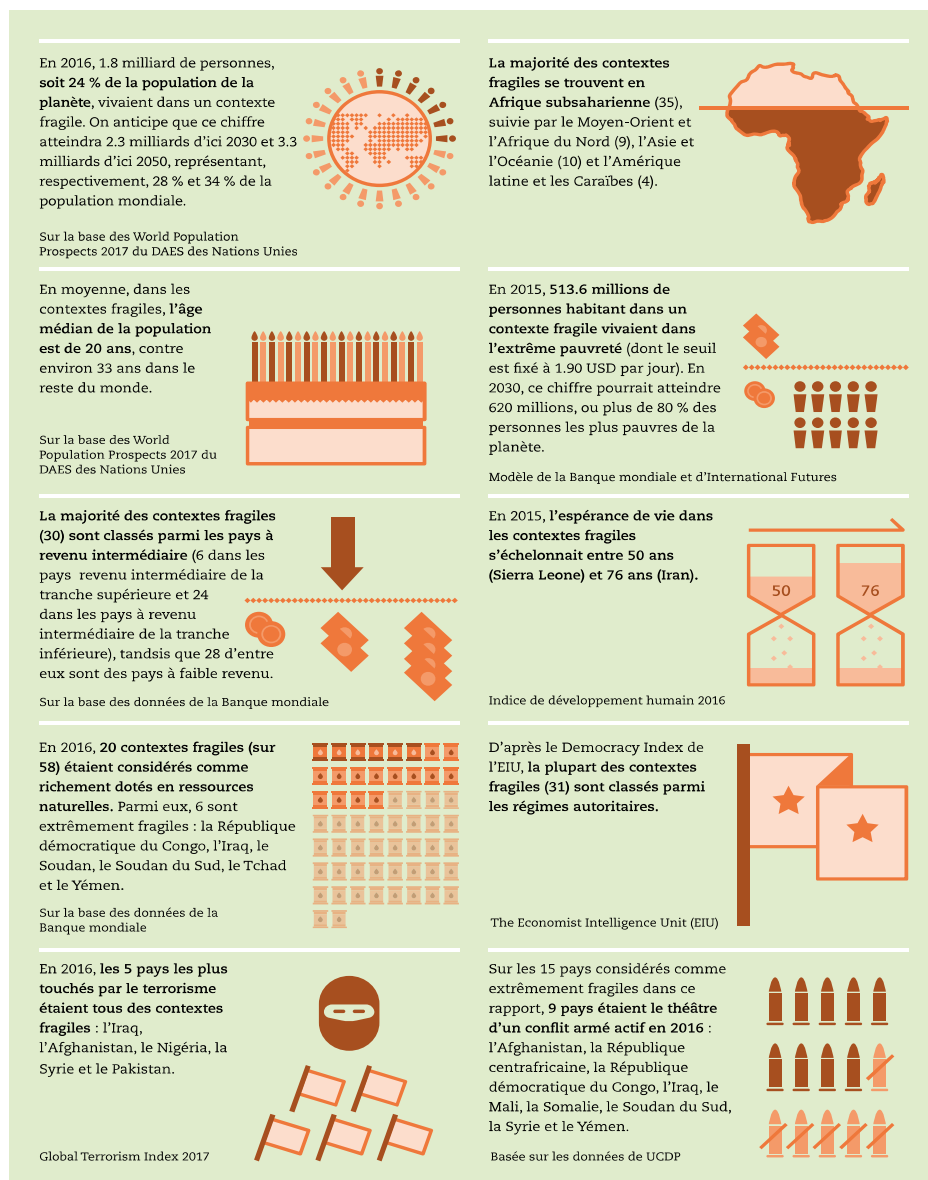 En 2016, 1.8 milliard de personnes,
soit 24 % de la population de la
planète, vivaient dans un contexte
fragile. On anticipe que ce chiffre
atteindra 2.3 milliards d’ici 2030 et 3.3
milliards d’ici 2050, représentant,
respectivement, 28 % et 34 % de la
population mondiale.
Sur la base des World Population
Prospects 2017 du DAES des Nations Unies
La majorité des contextes
fragiles se trouvent en
Afrique subsaharienne (35),
suivie par le Moyen-Orient et
l’Afrique du Nord (9), l’Asie et
l’Océanie (10) et l’Amérique
latine et les Caraïbes (4).
En moyenne, dans les
contextes fragiles, l’âge
médian de la population
est de 20 ans, contre
environ 33 ans dans le
reste du monde.
Sur la base des World
Population Prospects 2017 du
DAES des Nations Unies
En 2015, 513.6 millions de
personnes habitant dans un
contexte fragile vivaient dans
l’extrême pauvreté (dont le seuil
est fixé à 1.90 USD par jour). En
2030, ce chiffre pourrait atteindre
620 millions, ou plus de 80 % des
personnes les plus pauvres de la
planète.
Modèle de la Banque mondiale et d’International Futures
La majorité des contextes fragiles
(30) sont classés parmi les pays à
revenu intermédiaire (6 dans les
pays  revenu intermédiaire de la
tranche supérieure et 24
dans les pays à revenu
intermédiaire de la tranche
inférieure), tandsis que 28 d’entre
eux sont des pays à faible revenu.
Sur la base des données de la Banque mondiale
En 2015, l’espérance de vie dans
les contextes fragiles
s’échelonnait entre 50 ans
(Sierra Leone) et 76 ans (Iran).
50
76
Indice de développement humain 2016
En 2016, 20 contextes fragiles (sur
58) étaient considérés comme
richement dotés en ressources
naturelles. Parmi eux, 6 sont
extrêmement fragiles : la République
démocratique du Congo, l’Iraq, le
Soudan, le Soudan du Sud, le Tchad
et le Yémen.
Sur la base des données de la
Banque mondiale
D’après le Democracy Index de
l’EIU, la plupart des contextes
fragiles (31) sont classés parmi
les régimes autoritaires.
The Economist Intelligence Unit (EIU)
En 2016, les 5 pays les plus
touchés par le terrorisme
étaient tous des contextes
fragiles : l’Iraq,
l’Afghanistan, le Nigéria, la
Syrie et le Pakistan.
Global Terrorism Index 2017
Sur les 15 pays considérés comme
extrêmement fragiles dans ce
rapport, 9 pays étaient le théâtre
d’un conflit armé actif en 2016 :
l’Afghanistan, la République
centrafricaine, la République
démocratique du Congo, l’Iraq, le
Mali, la Somalie, le Soudan du Sud,
la Syrie et le Yémen.
Basée sur les données de UCDP